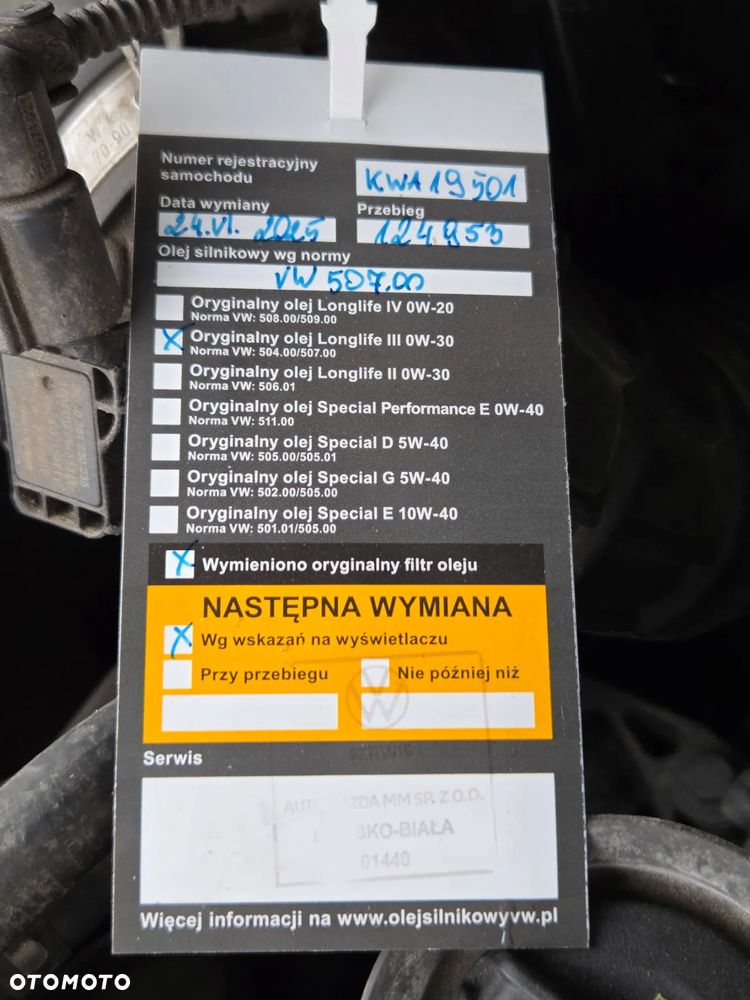 Numer rejestracyjny
samochodu
KWA19501
Data wymiany
Przebieg
24.VI. 2025
124.953
Olej silnikowy wg normy
VW 507.00
Oryginalny olej Longlife IV 0W-20
Norma VW: 508.00/509.00
X Oryginalny olej Longlife III 0W-30
Norma VW: 504.00/507.00
Oryginalny olej Longlife II 0W-30
Norma VW: 506.01
Oryginalny olej Special Performance E 0W-40
Norma VW: 511.00
Oryginalny olej Special D 5W-40
Norma VW: 505.00/505.01
Oryginalny olej Special G 5W-40
Norma VW: 502.00/505.00
Oryginalny olej Special E 10W-40
Norma VW: 501.01/505.00
X Wymieniono oryginalny filtr oleju
NASTĘPNA WYMIANA
X Wg wskazań na wyświetlaczu
Przy przebiegu
Nie później niż
SERWIS
Serwis
MM SP. Z O.O.
01440
Więcej informacji na www.olejsilnikowyvw.pl
OTOMOTO